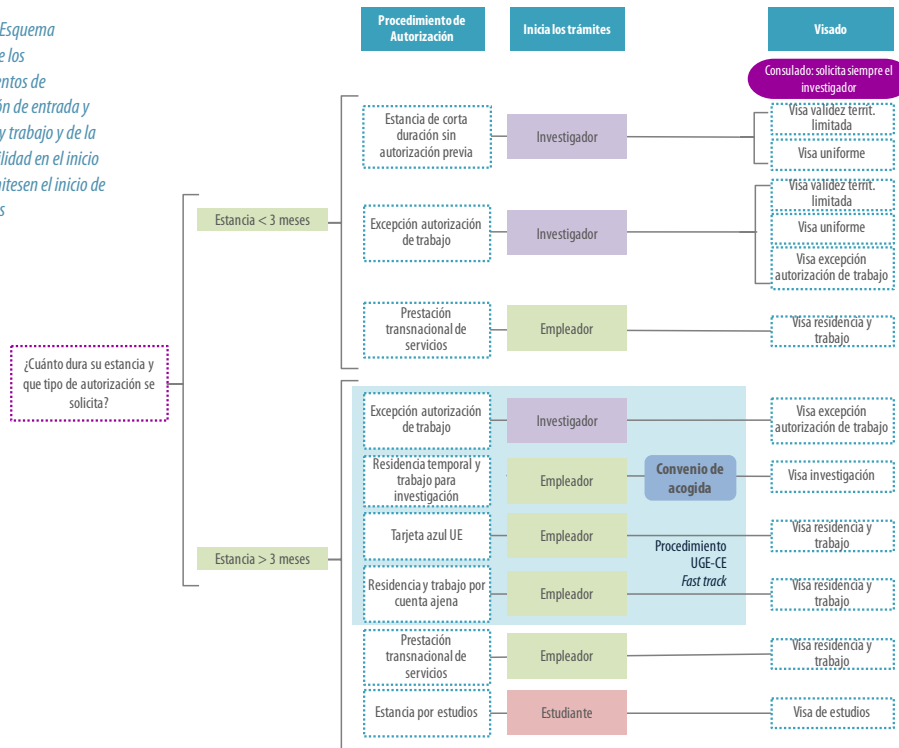 Esquema
e los
entos de
ón de entrada y
y trabajo y de la
ilidad en el inicio
nitesen el inicio de
s
Procedimiento de
Autorización
Inicia los trámites
Visado
Consulado: solicita siempre el
investigador
¿Cuánto dura su estancia y
que tipo de autorización se
solicita?
Estancia < 3 meses
Estancia de corta
duración sin
autorización previa
Investigador
Visa validez territ.
limitada
Visa uniforme
Excepción autorización
de trabajo
Investigador
Visa validez territ.
limitada
Visa uniforme
Visa excepción
autorización de trabajo
Prestación
transnacional de
servicios
Empleador
Visa residencia y
trabajo
Estancia > 3 meses
Excepción autorización
de trabajo
Investigador
Visa excepción
autorización de trabajo
Residencia temporal y
trabajo para
investigación
Empleador
Convenio de
acogida
Visa investigación
Tarjeta azul UE
Empleador
Visa residencia y
trabajo
Procedimiento
UGE-CE
Fast track
Residencia y trabajo por
cuenta ajena
Empleador
Visa residencia y
trabajo
Prestación
transnacional de
servicios
Empleador
Visa residencia y
trabajo
Estancia por estudios
Estudiante
Visa de estudios